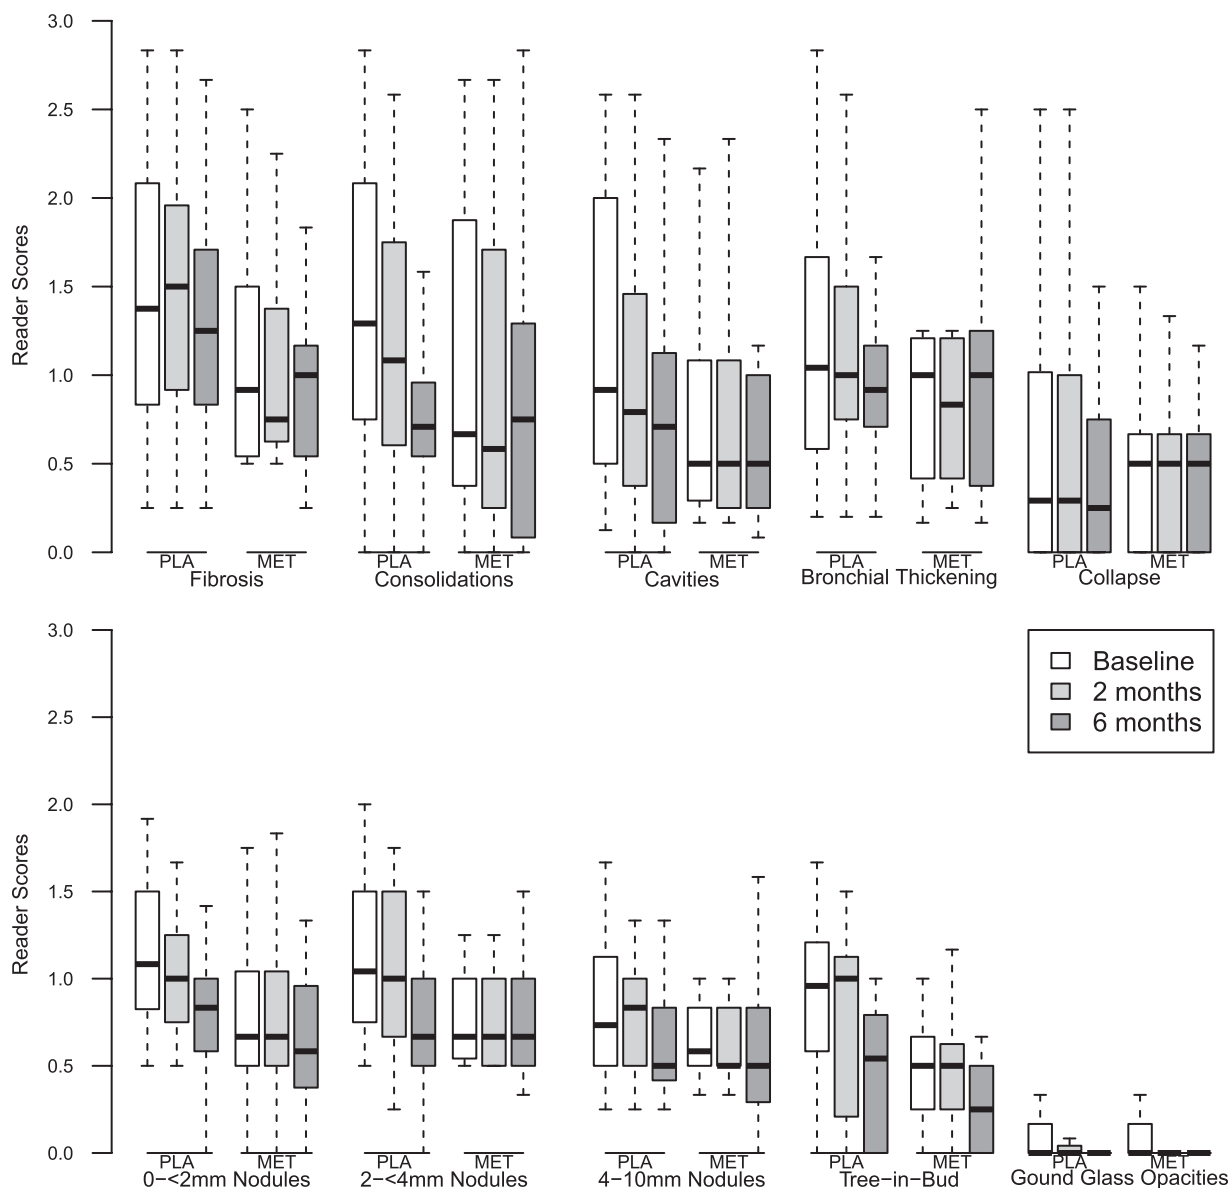 3.0
2.5
2.0
1.5
1.0
0.5
0.0
Reader Scores
PLA MET PLA MET PLA MET PLA MET PLA MET
Fibrosis Consolidations Cavities Bronchial Thickening Collapse
3.0
2.5
2.0
1.5
1.0
0.5
0.0
Reader Scores
Baseline
2 months
6 months
PLA MET PLA MET PLA MET PLA MET PLA MET
0-<2mm Nodules 2-<4mm Nodules 4-10mm Nodules Tree-in-Bud Gound Glass Opacities